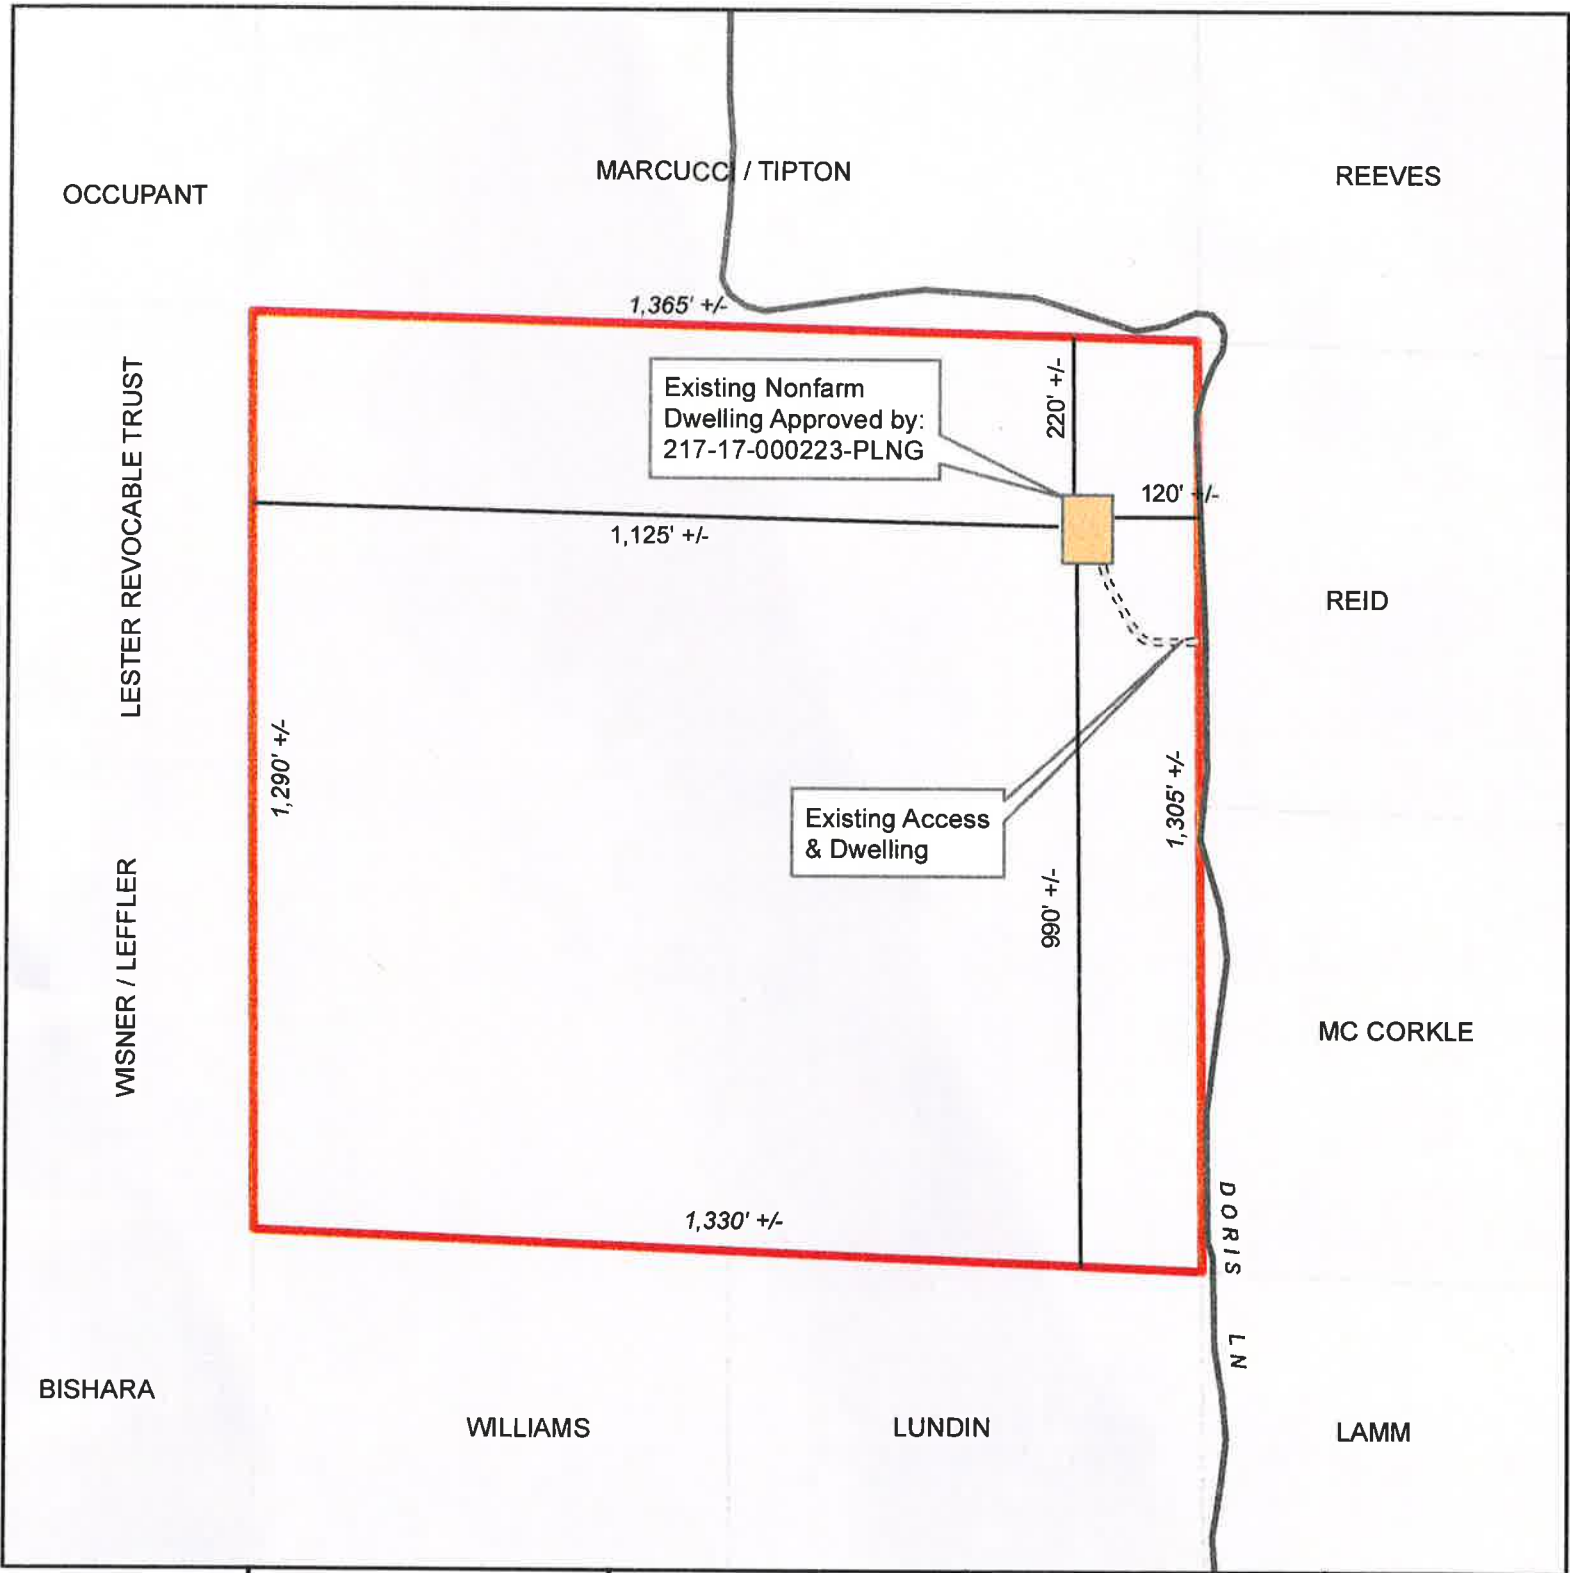 OCCUPANT
MARCUCCI / TIPTON
REEVES
1,365' +/-
LESTER REVOCABLE TRUST
Existing Nonfarm
Dwelling Approved by:
217-17-000223-PLNG
220' +/-
120' +/-
1,125' +/-
REID
1,290' +/-
Existing Access
& Dwelling
1,305' +/-
WISNER / LEFFLER
990' +/-
MC CORKLE
1,330' +/-
DORIS LN
BISHARA
WILLIAMS
LUNDIN
LAMM